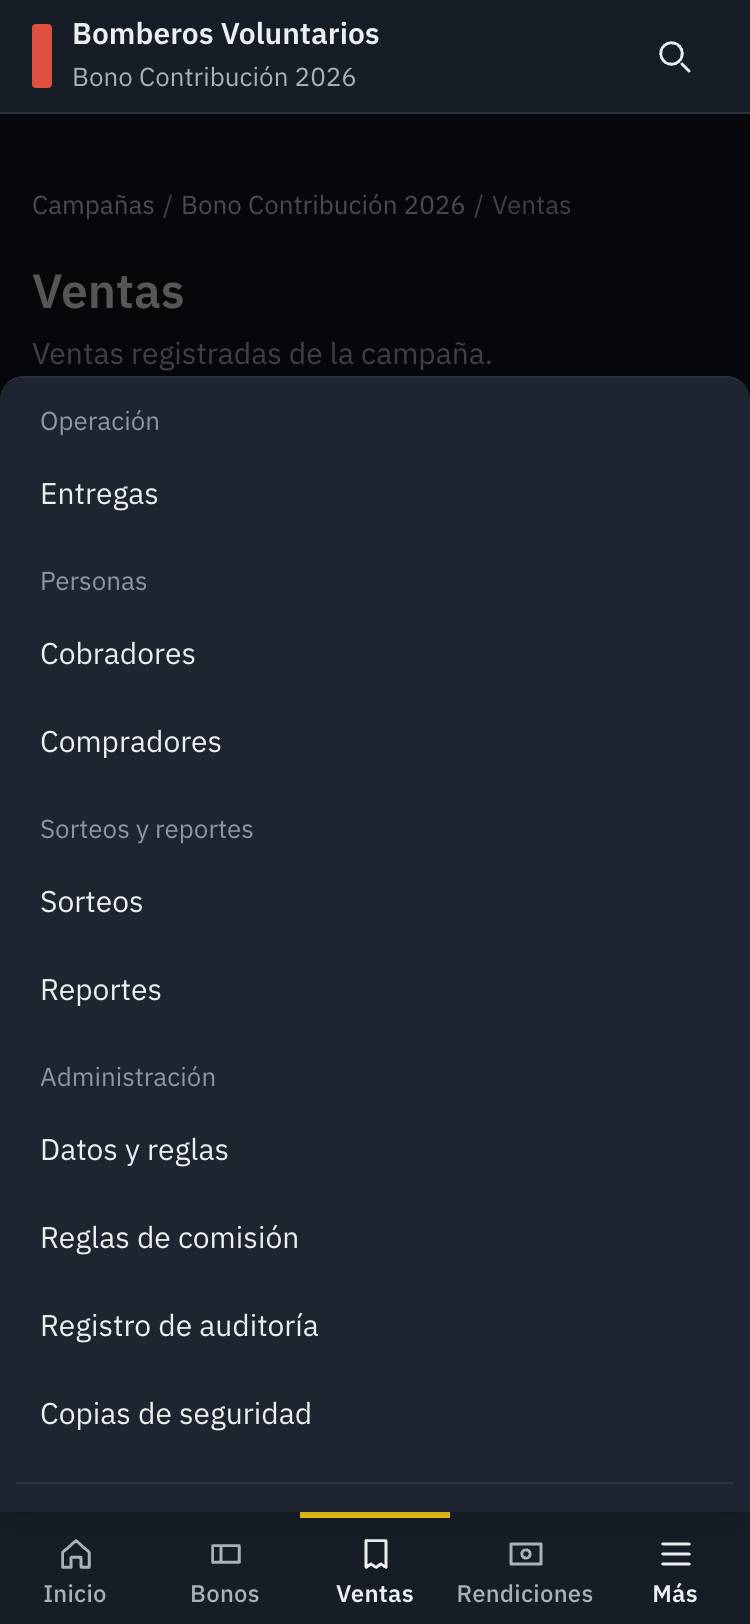 Bomberos Voluntarios
Bono Contribución 2026
Campañas / Bono Contribución 2026 / Ventas
Ventas
Ventas registradas de la campaña.
Operación
Entregas
Personas
Cobradores
Compradores
Sorteos y reportes
Sorteos
Reportes
Administración
Datos y reglas
Reglas de comisión
Registro de auditoría
Copias de seguridad
Inicio
Bonos
Ventas
Rendiciones
Más